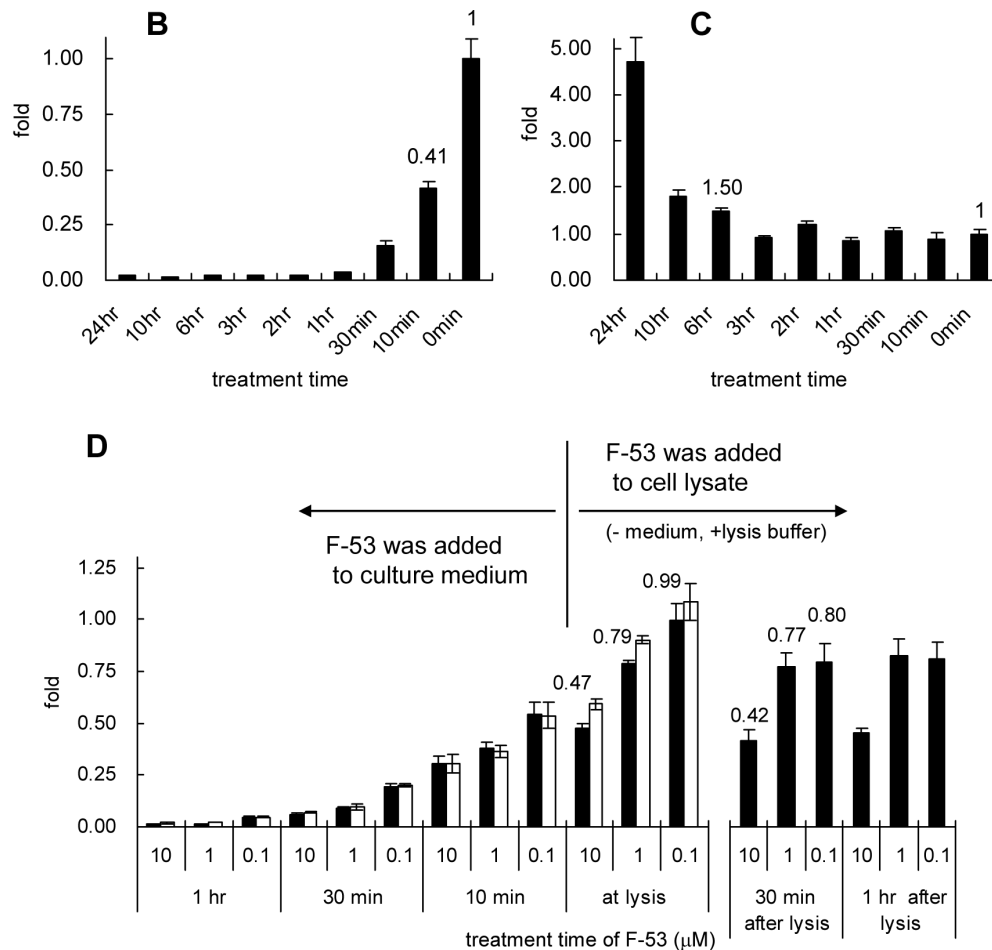 B
1
1.00
0.75
0.50
0.25
0.00
fold
0.41
24hr 10hr 6hr 3hr 2hr 1hr 30min 10min 0min
treatment time
C
5.00
4.00
3.00
2.00
1.00
0.00
fold
1.50
1
24hr 10hr 6hr 3hr 2hr 1hr 30min 10min 0min
treatment time
D
F-53 was added
to culture medium
F-53 was added
to cell lysate
(- medium, +lysis buffer)
1.25
1.00
0.75
0.50
0.25
0.00
fold
0.47
0.79
0.99
0.42
0.77
0.80
10 1 0.1 10 1 0.1 10 1 0.1 10 1 0.1 10 1 0.1 10 1 0.1
1 hr 30 min 10 min at lysis 30 min after lysis 1 hr after lysis
treatment time of F-53 (μM)